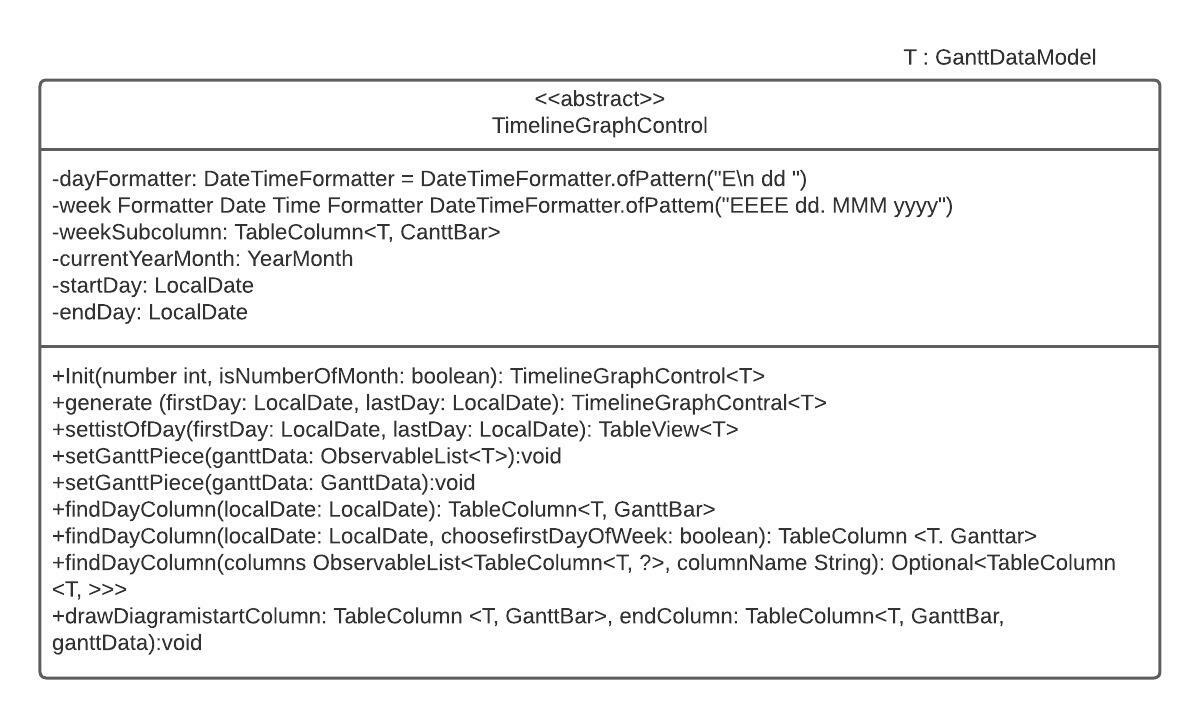 T : GanttDataModel
<<abstract>>
TimelineGraphControl
-dayFormatter: DateTimeFormatter = DateTimeFormatter.ofPattern("E\n dd ")
-week Formatter Date Time Formatter DateTimeFormatter.ofPattem("EEEE dd. MMM yyyy")
-weekSubcolumn: TableColumn<T, CanttBar>
-currentYearMonth: YearMonth
-startDay: LocalDate
-endDay: LocalDate
+Init(number int, isNumberOfMonth: boolean): TimelineGraphControl<T>
+generate (firstDay: LocalDate, lastDay: LocalDate): TimelineGraphContral<T>
+settistOfDay(firstDay: LocalDate, lastDay: LocalDate): TableView<T>
+setGanttPiece(ganttData: ObservableList<T>):void
+setGanttPiece(ganttData: GanttData):void
+findDayColumn(localDate: LocalDate): TableColumn<T, GanttBar>
+findDayColumn(localDate: LocalDate, choosefirstDayOfWeek: boolean): TableColumn <T. Ganttar>
+findDayColumn(columns ObservableList<TableColumn<T, ?>, columnName String): Optional<TableColumn
<T, >>>
+drawDiagramistartColumn: TableColumn <T, GanttBar>, endColumn: TableColumn<T, GanttBar,
ganttData):void